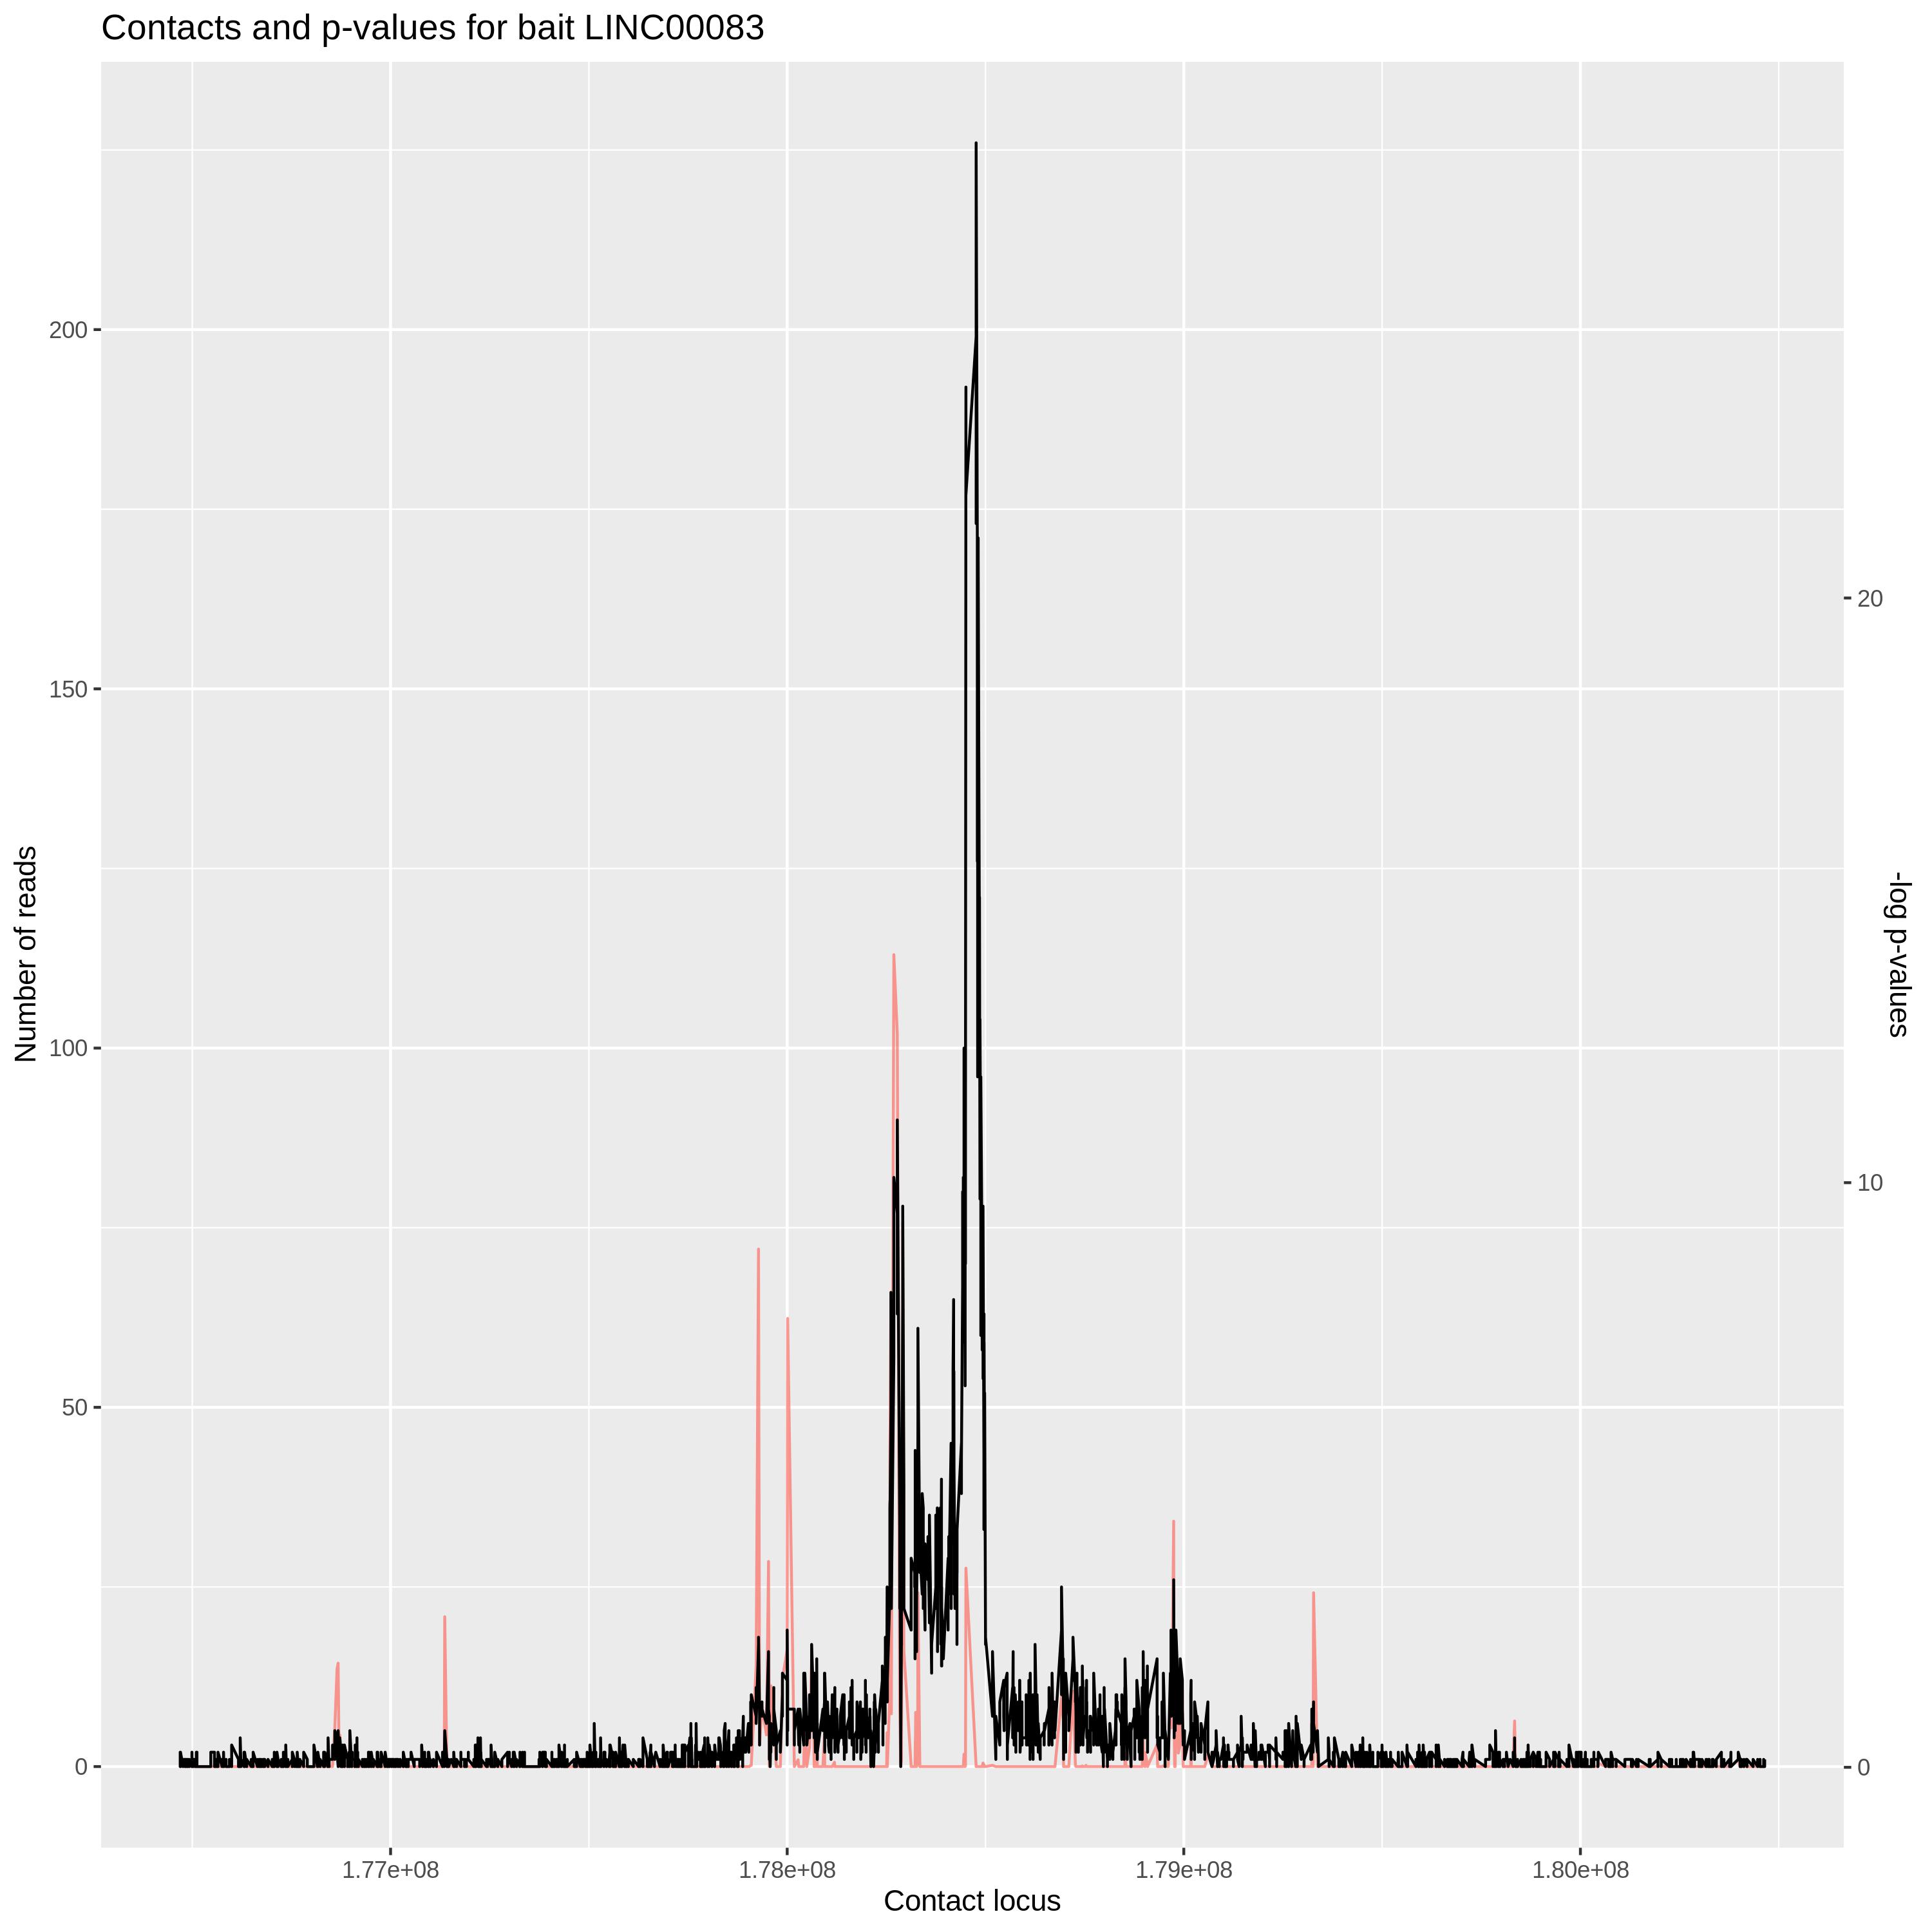 Contacts and p-values for bait LINC00083
Number of reads
200
150
100
50
0
20
10
0
-log p-values
1.77e+08 1.78e+08 1.79e+08 1.80e+08
Contact locus